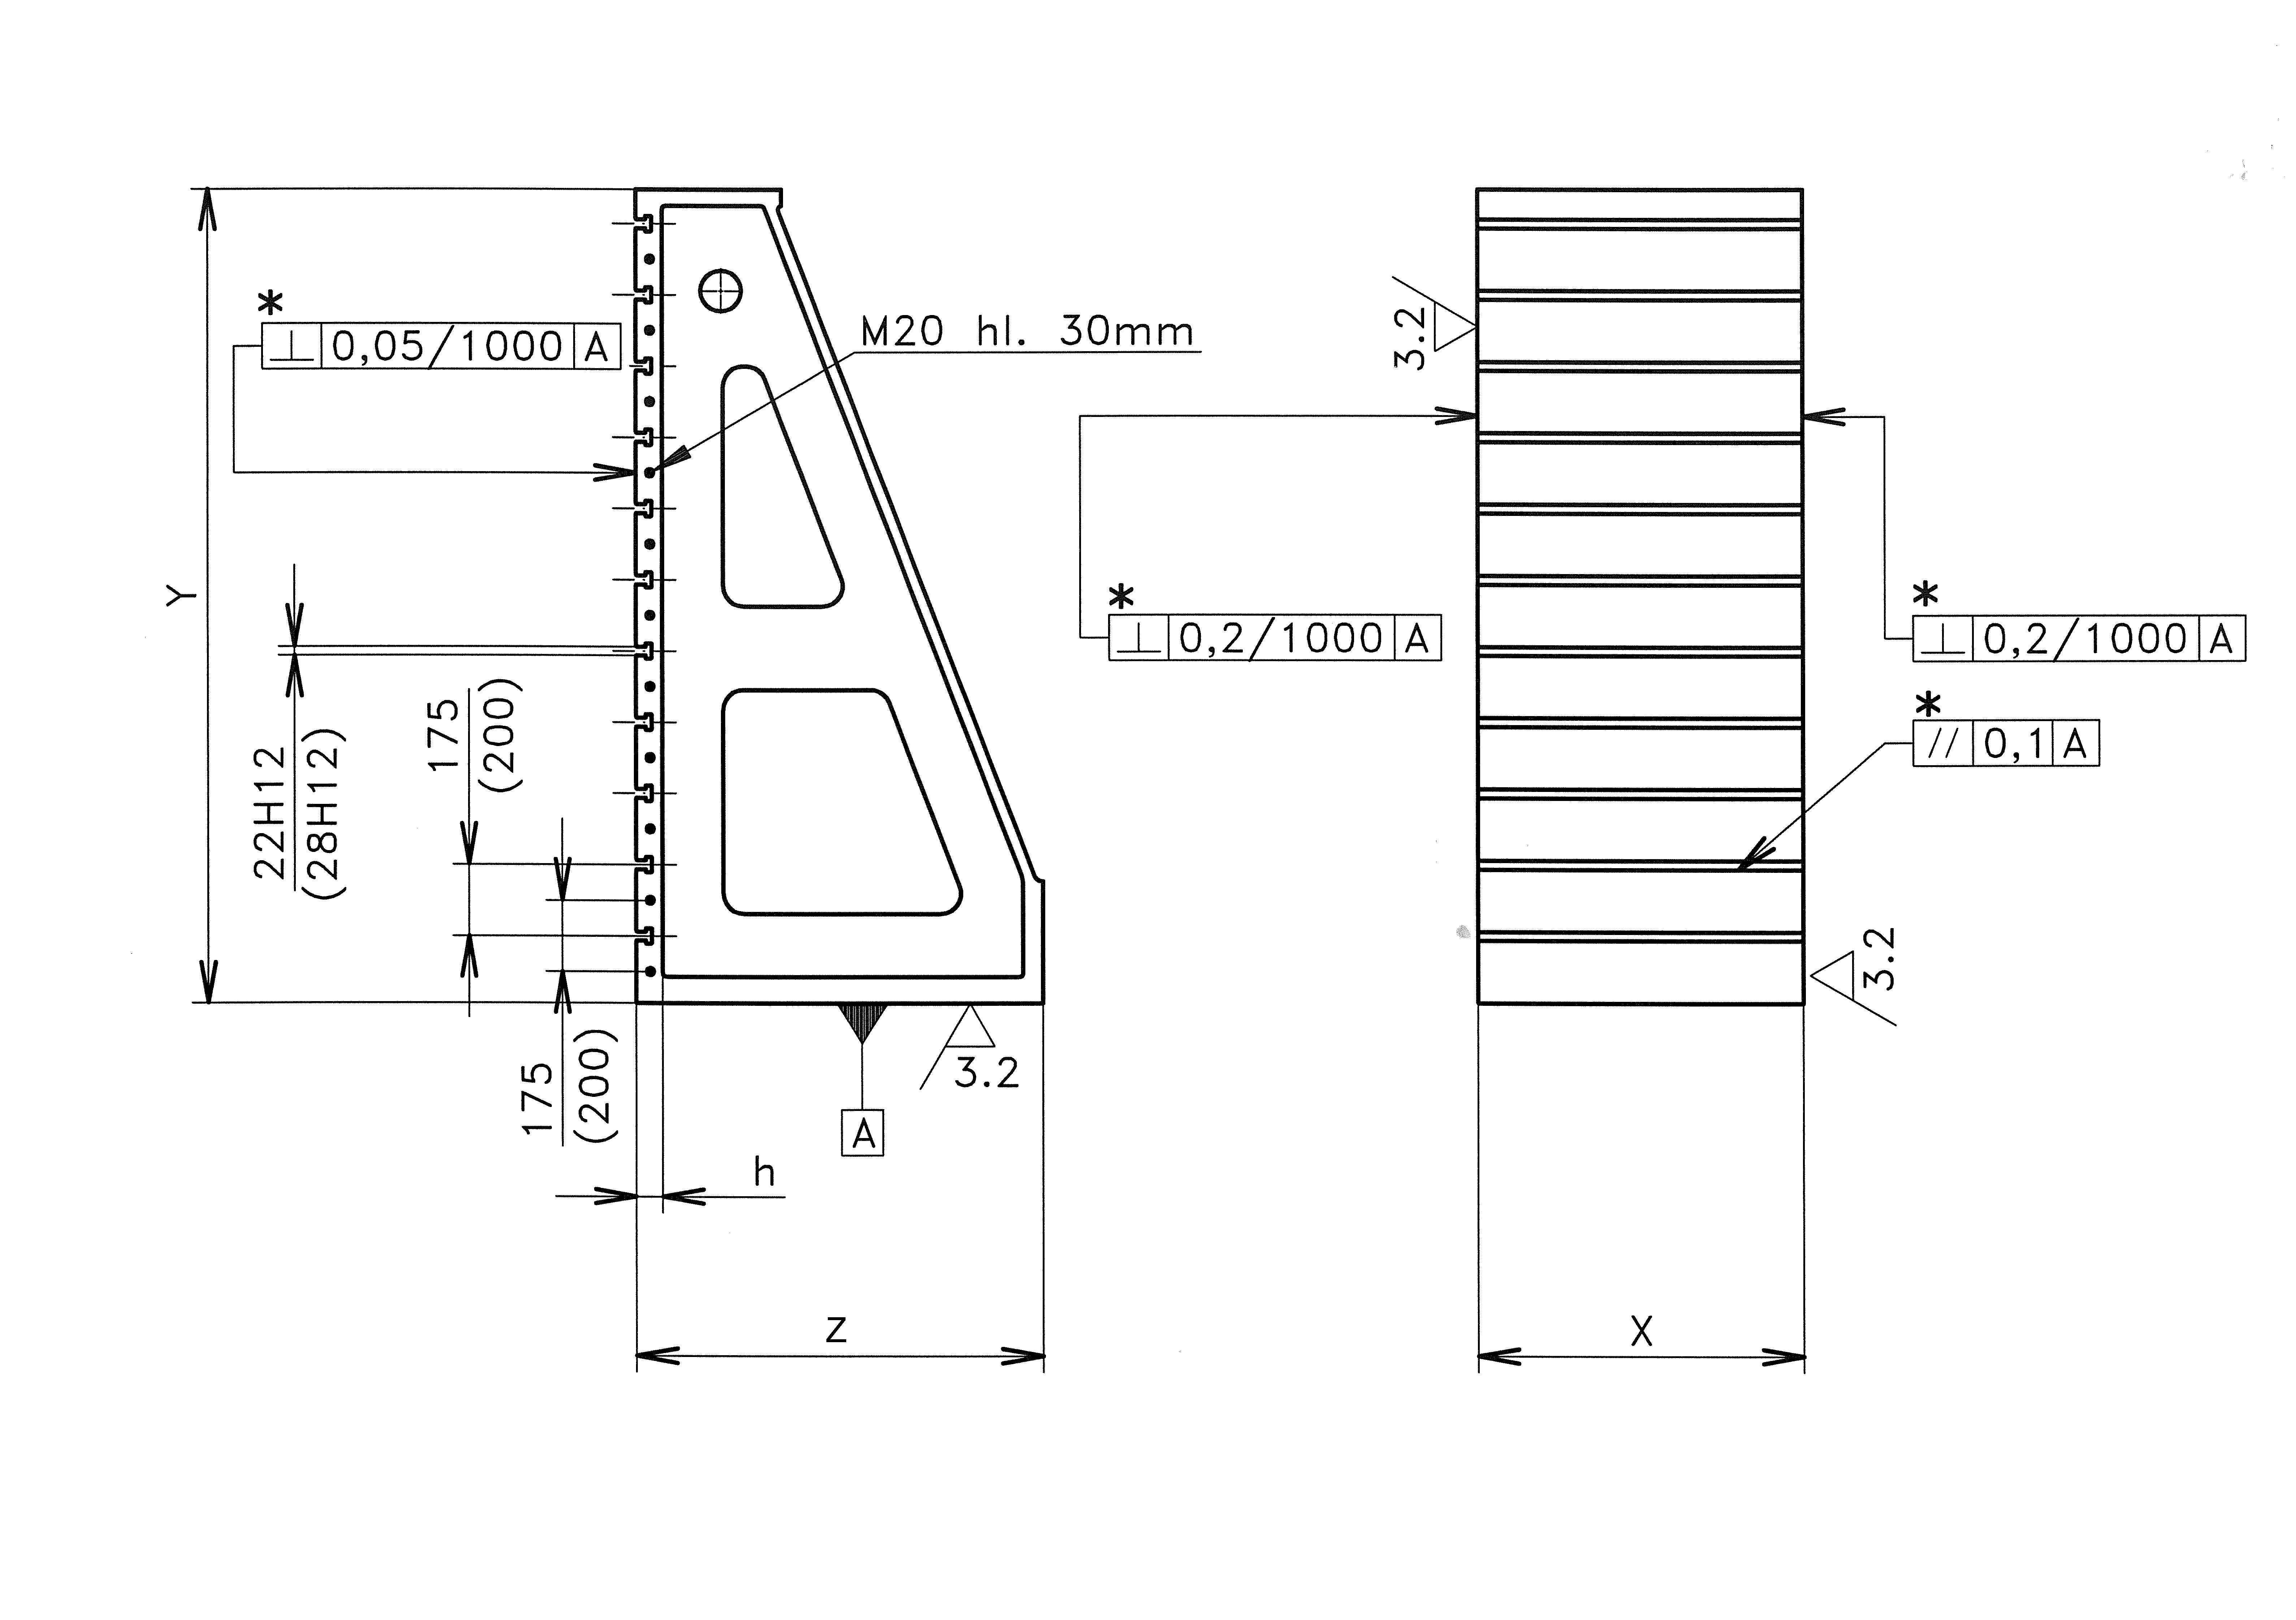 *
⊥ 0,05/1000 A
M20 hl. 30mm
3.2
Y
*
⊥ 0,2/1000 A
*
⊥ 0,2/1000 A
*
// 0,1 A
22H12
(28H12)
175
(200)
175
(200)
3.2
3.2
A
h
Z
X